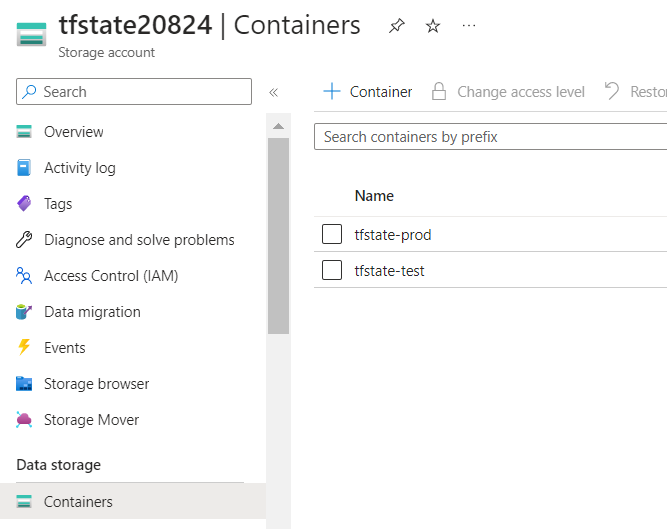 tfstate20824 | Containers
Storage account
Search
Overview
Activity log
Tags
Diagnose and solve problems
Access Control (IAM)
Data migration
Events
Storage browser
Storage Mover
Data storage
Containers
Container
Change access level
Search containers by prefix
Name
tfstate-prod
tfstate-test